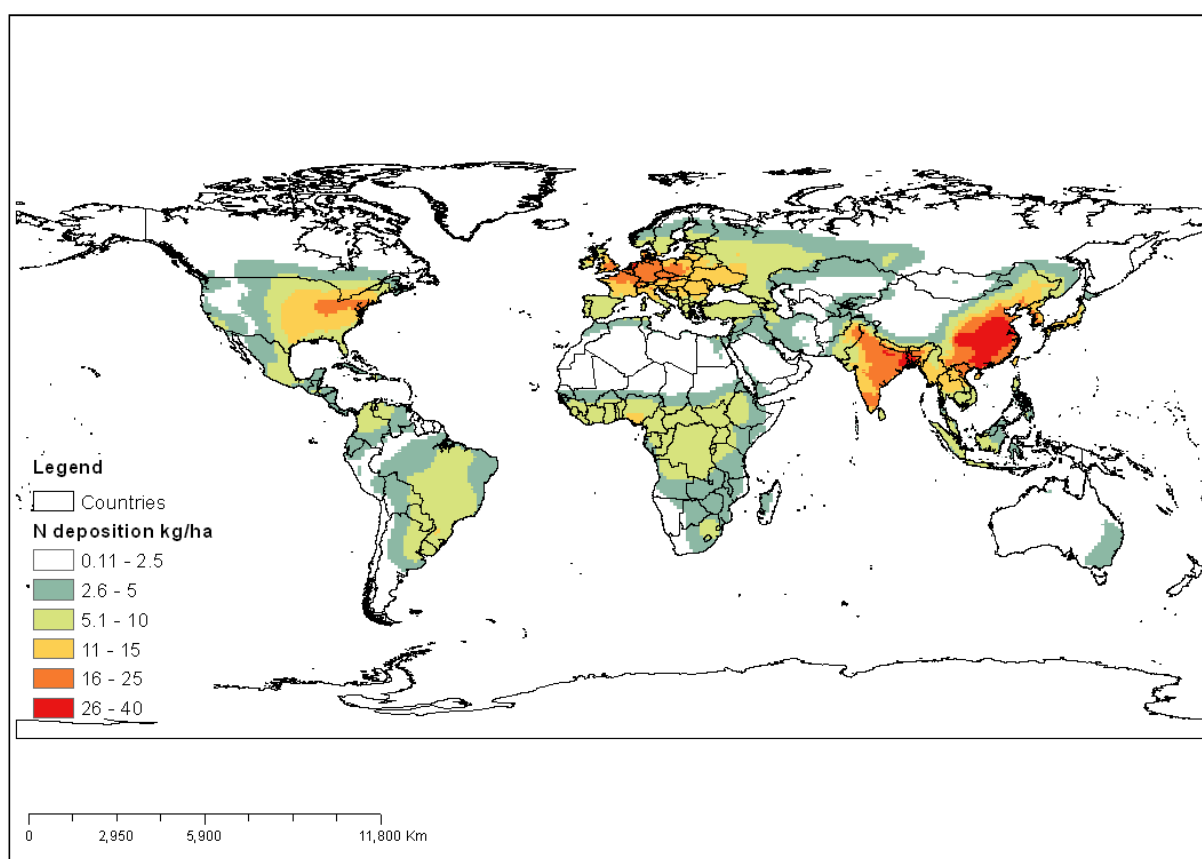 Legend
Countries
N deposition kg/ha
0.11 - 2.5
2.6 - 5
5.1 - 10
11 - 15
16 - 25
26 - 40
0 2,950 5,900 11,800 Km